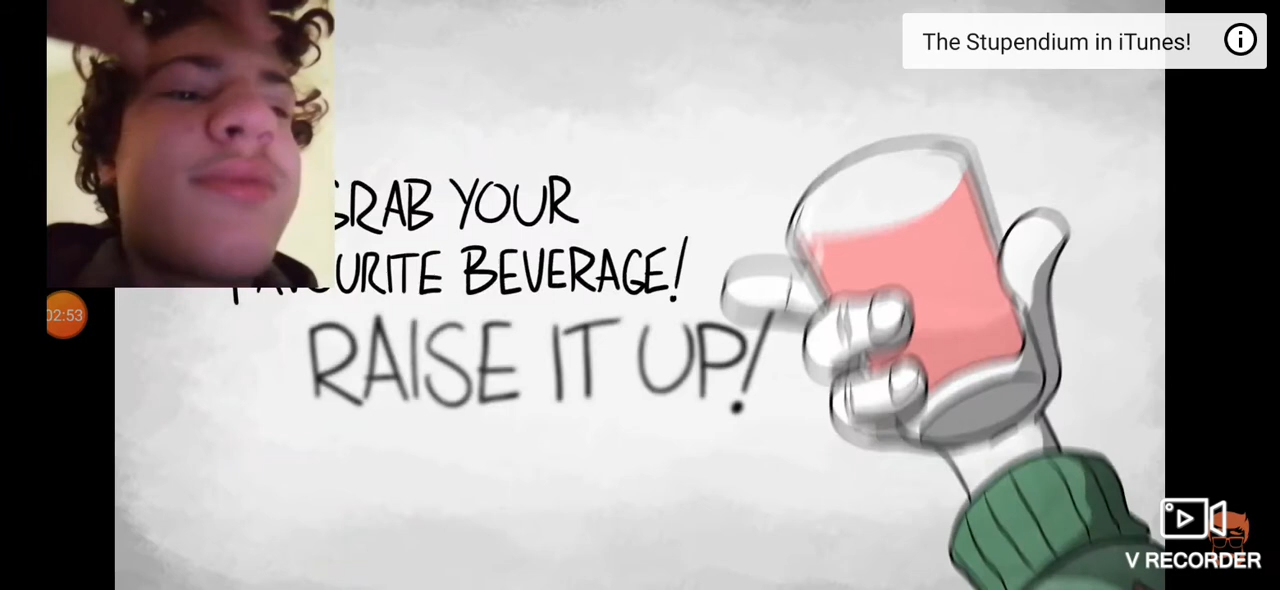 The Stupendium in iTunes!
GRAB YOUR
FAVOURITE BEVERAGE!
RAISE IT UP!
02:53
V RECORDER